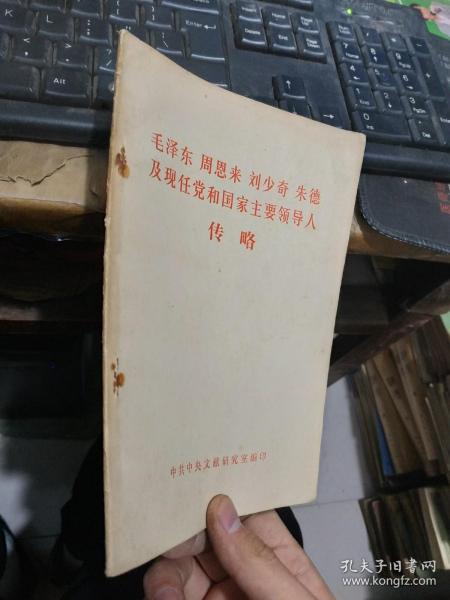 毛泽东 周恩来 刘少奇 朱德
及现任党和国家主要领导人
传略
中共中央文献研究室编印
Alt
孔夫子旧书网
www.kongfz.com